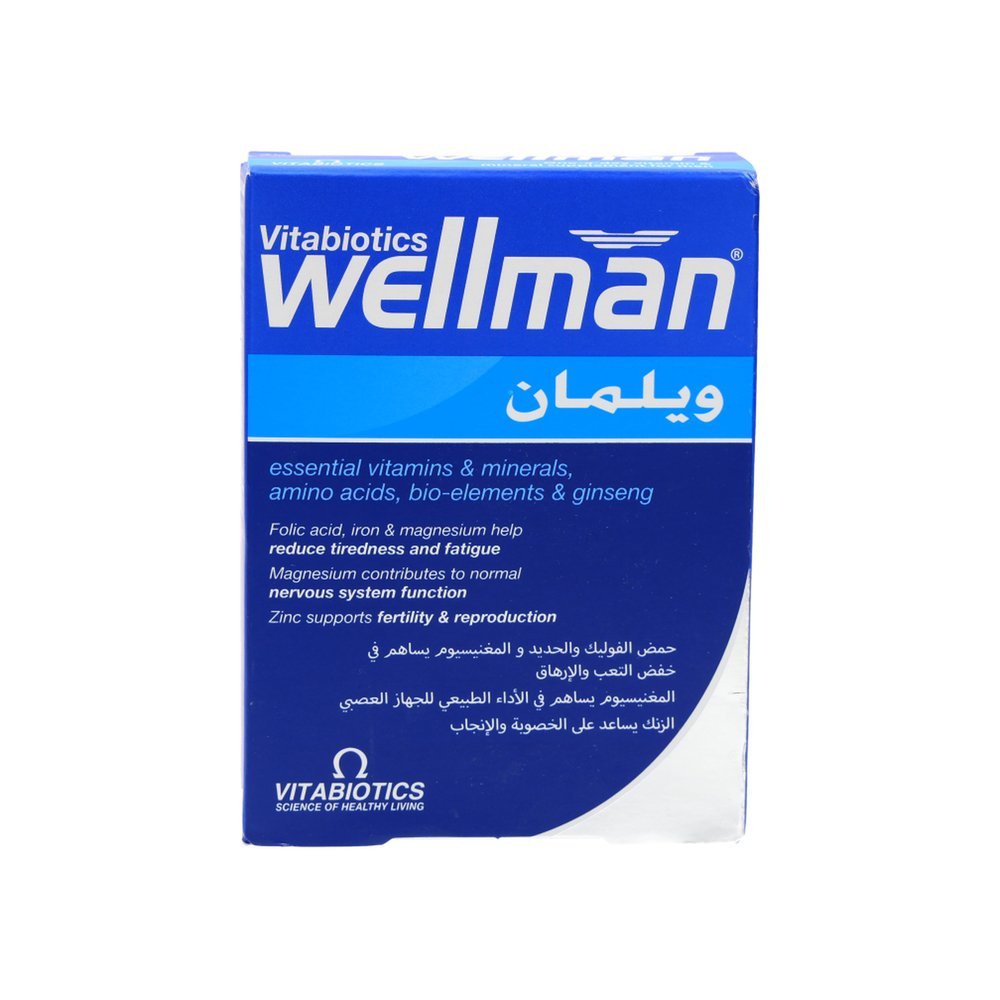 VITABIOTICS
Vitabiotics
wellman®
ويلمان
essential vitamins & minerals,
amino acids, bio-elements & ginseng
Folic acid, iron & magnesium help
reduce tiredness and fatigue
Magnesium contributes to normal
nervous system function
Zinc supports fertility & reproduction
حمض الفوليك والحديد و المغنيسيوم يساهم في
خفض التعب والإرهاق
المغنيسيوم يساهم في الأداء الطبيعي للجهاز العصبي
الزنك يساعد على الخصوبة والإنجاب
VITABIOTICS
SCIENCE OF HEALTHY LIVING